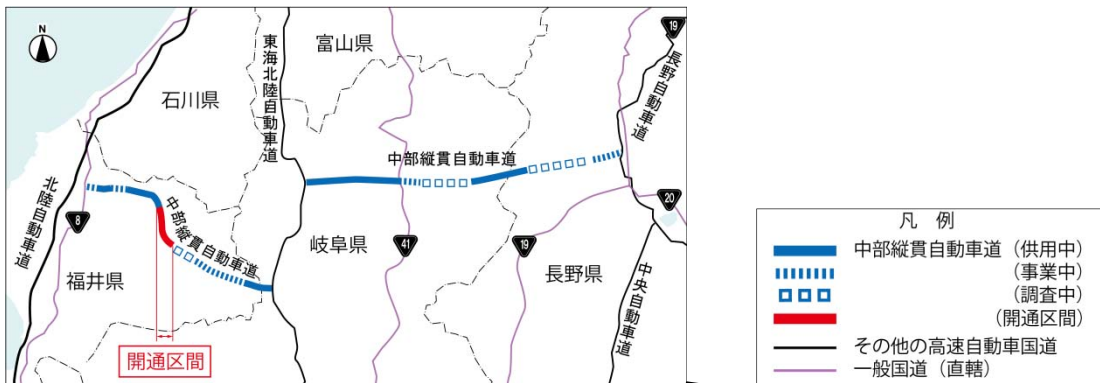 N
石川県
富山県
東海北陸自動車道
19
長野自動車道
中部縦貫自動車道
北陸自動車道
8
中部縦貫自動車道
福井県
岐阜県
41
19
長野県
20
中央自動車道
開通区間
凡 例
中部縦貫自動車道（供用中）
（事業中）
（調査中）
（開通区間）
その他の高速自動車国道
一般国道（直轄）